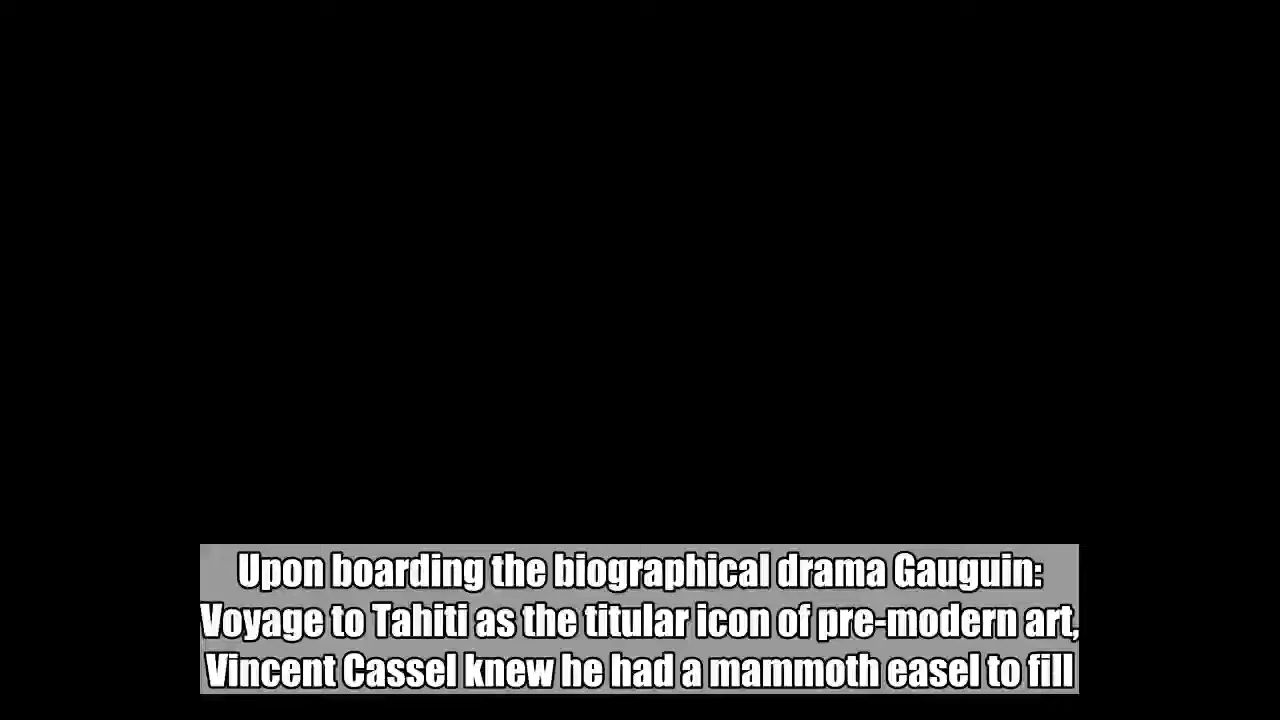 Upon boarding the biographical drama Gauguin:
Voyage to Tahiti as the titular icon of pre-modern art,
Vincent Cassel knew he had a mammoth easel to fill